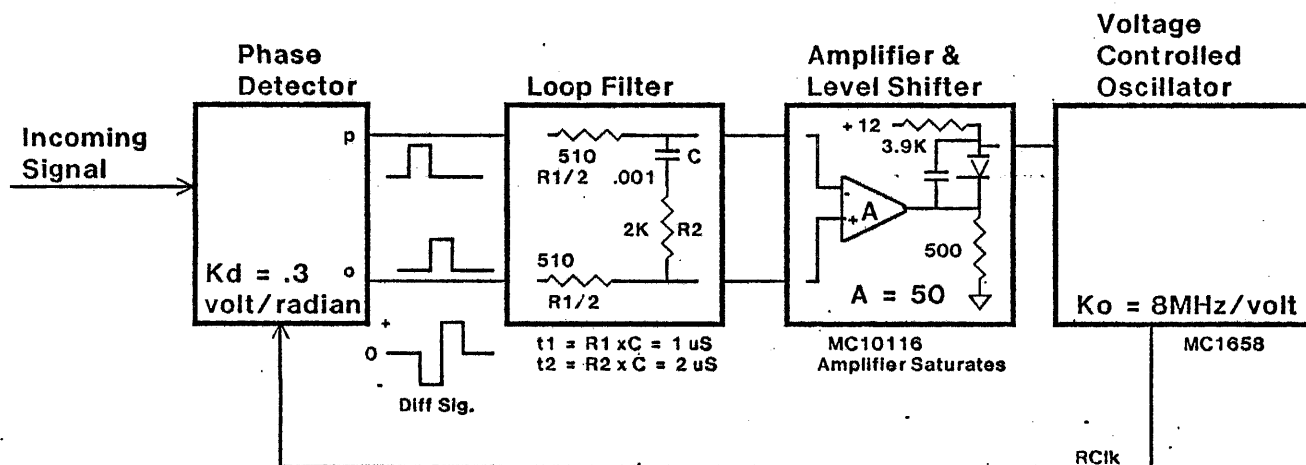 Phase
Detector
Loop Filter
Amplifier &
Level Shifter
Voltage
Controlled
Oscillator
Incoming
Signal
p
o
Kd = .3
volt/radian
+
0
-
Diff Sig.
510
R1/2
.001
C
2K
R2
510
R1/2
t1 = R1 x C = 1 uS
t2 = R2 x C = 2 uS
+12
3.9K
-
+
A
500
A = 50
MC10116
Amplifier Saturates
Ko = 8MHz/volt
MC1658
RClk